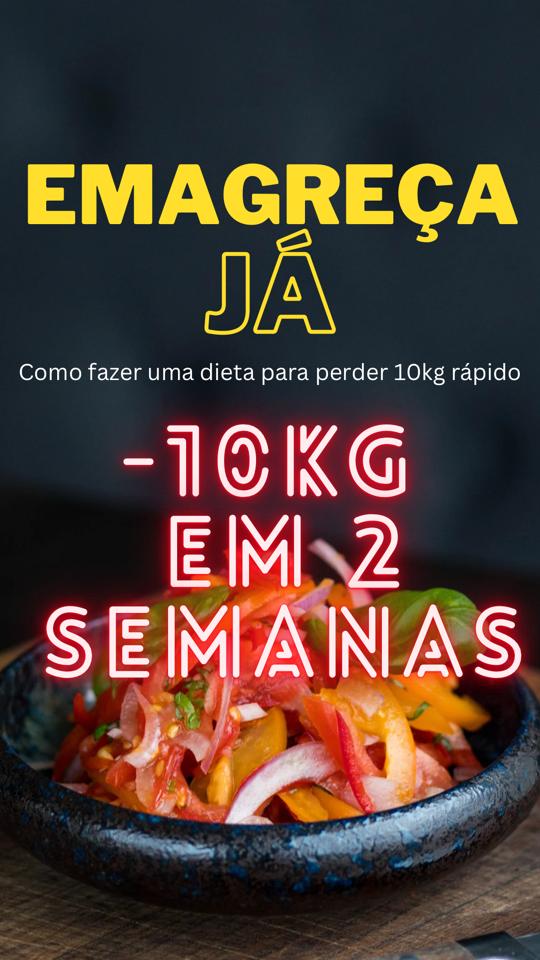 EMAGREÇA
JÁ
Como fazer uma dieta para perder 10kg rápido
-10KG
EM 2
SEMANAS